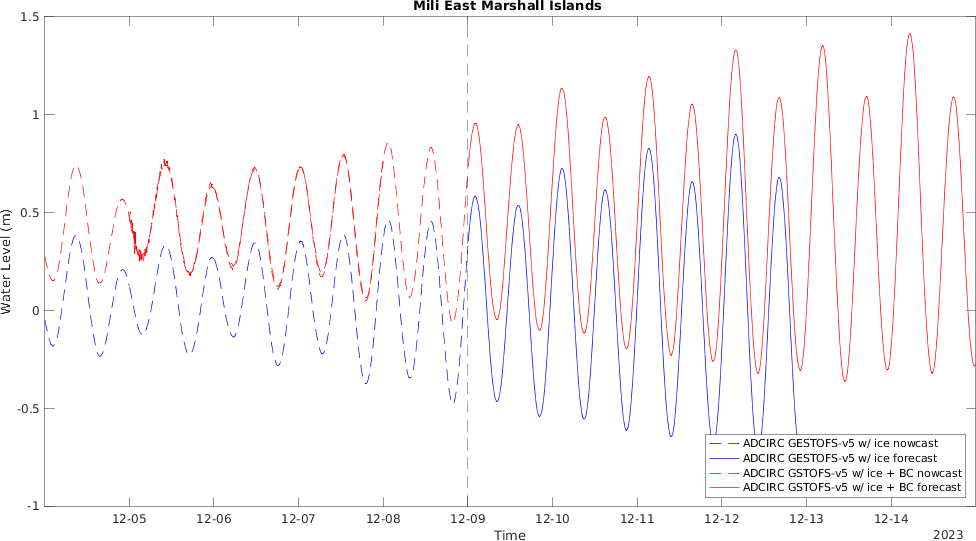 Mili East Marshall Islands
1.5
1
0.5
0
-0.5
-1
Water Level (m)
ADCIRC GESTOFS-v5 w/ ice nowcast
ADCIRC GESTOFS-v5 w/ ice forecast
ADCIRC GSTOFS-v5 w/ ice + BC nowcast
ADCIRC GSTOFS-v5 w/ ice + BC forecast
12-05 12-06 12-07 12-08 12-09 12-10 12-11 12-12 12-13 12-14
Time
2023